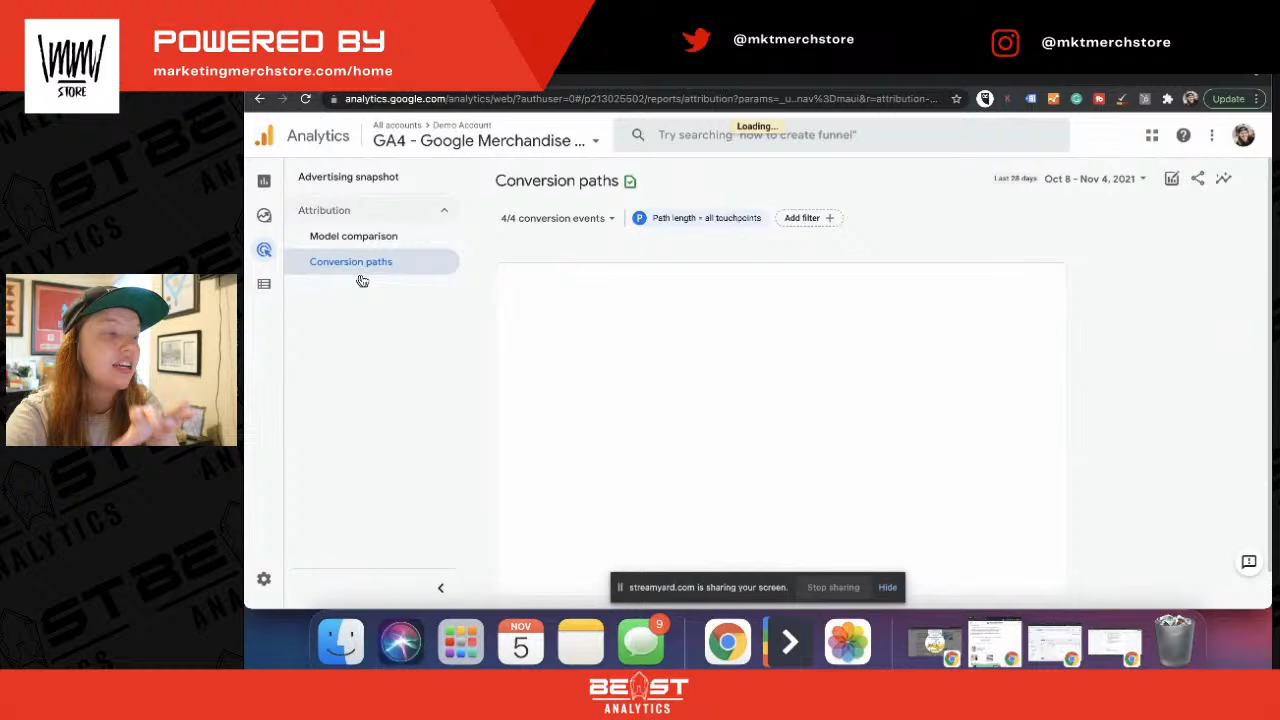 STORE
POWERED BY
marketingmerchstore.com/home
@mktmerchstore
@mktmerchstore
analytics.google.com/analytics/web/?authuser=0#/p213025502/reports/attribution?params=_u..nav%3Dmaui&r=attribution-...
Update
Analytics
All accounts > Demo Account
GA4 - Google Merchandise ...
Loading...
Try searching "how to create funnel"
Advertising snapshot
Attribution
Model comparison
Conversion paths
Conversion paths
Last 28 days Oct 8 - Nov 4, 2021
4/4 conversion events
P Path length = all touchpoints
Add filter +
streamyard.com is sharing your screen.
Stop sharing
Hide
NOV
5
9
BEAST
ANALYTICS